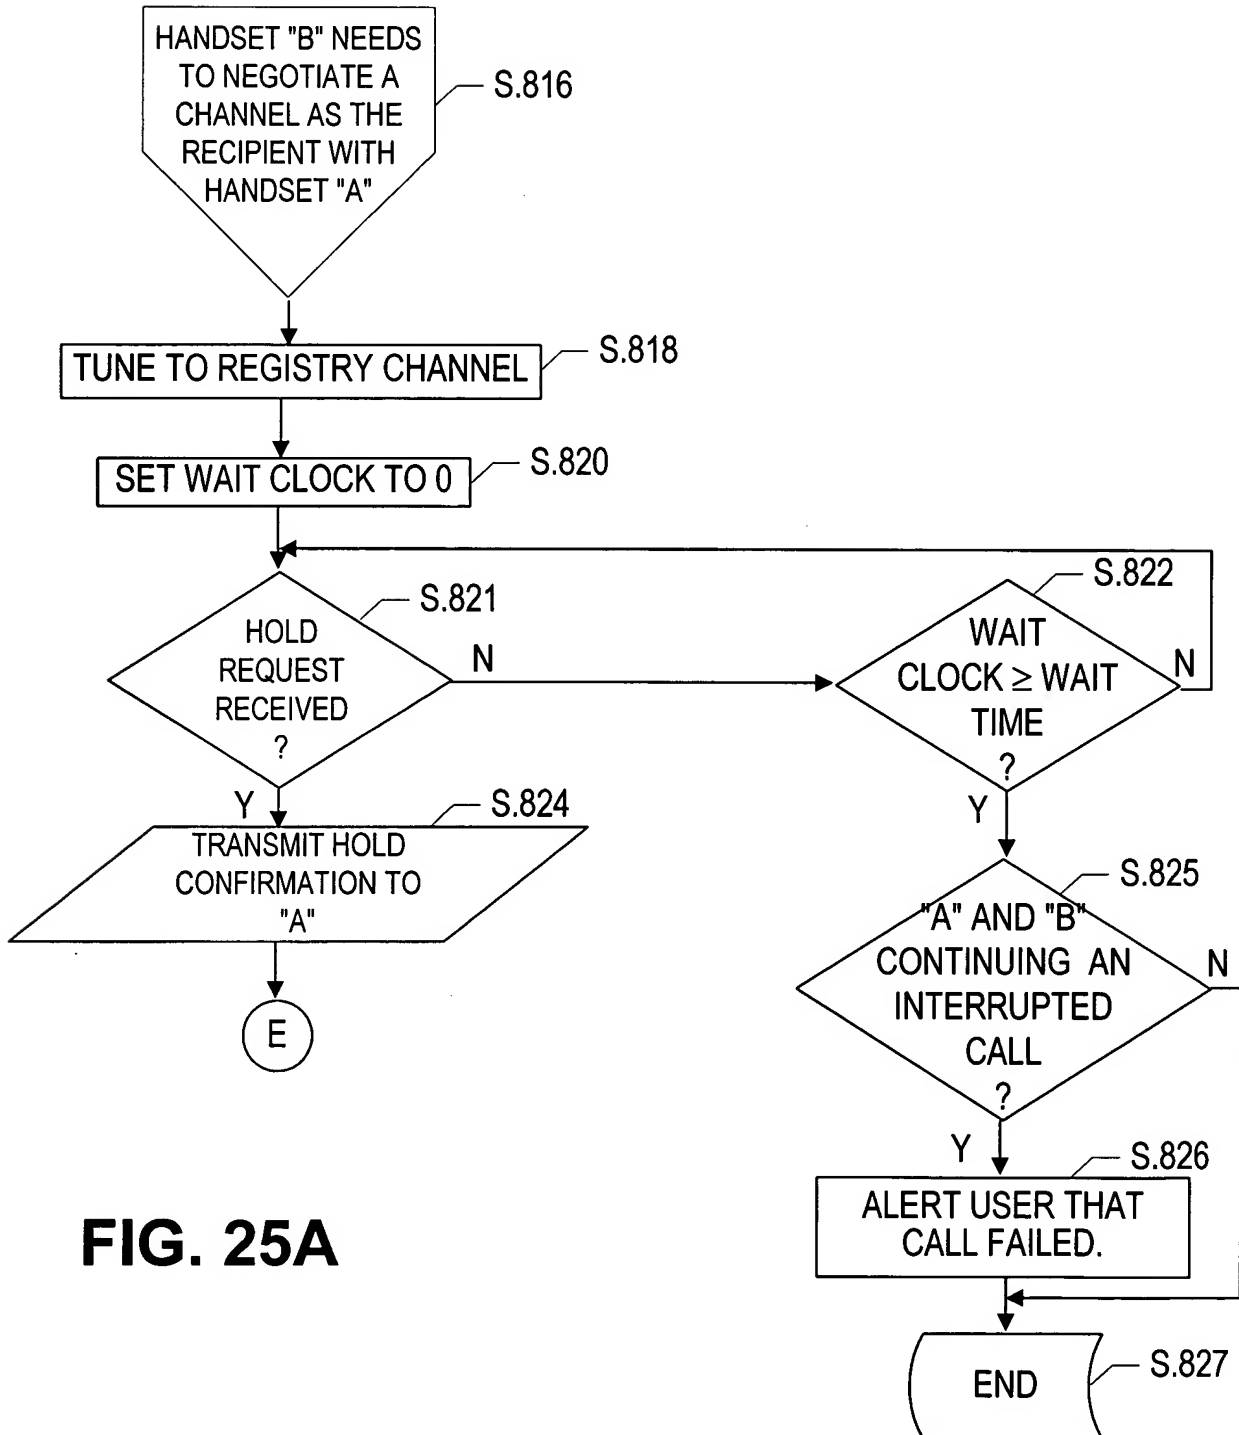 HANDSET "B" NEEDS
TO NEGOTIATE A
CHANNEL AS THE
RECIPIENT WITH
HANDSET "A"
S.816
TUNE TO REGISTRY CHANNEL
S.818
SET WAIT CLOCK TO 0
S.820
HOLD
REQUEST
RECEIVED
?
S.821
N
Y
WAIT
CLOCK ≥ WAIT
TIME
?
S.822
N
Y
TRANSMIT HOLD
CONFIRMATION TO
"A"
S.824
E
"A" AND "B"
CONTINUING AN
INTERRUPTED
CALL
?
S.825
N
Y
ALERT USER THAT
CALL FAILED.
S.826
END
S.827
FIG. 25A